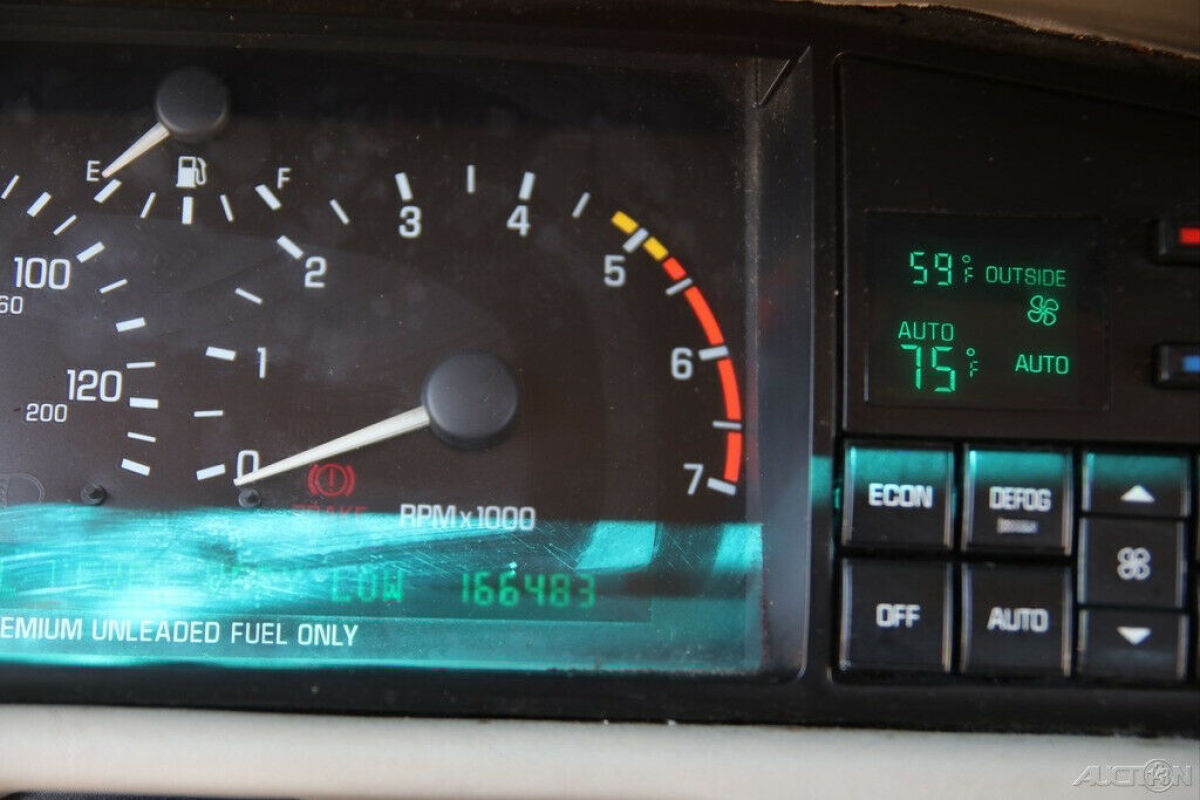 E F
100
60
120
200
0 1 2 3 4 5 6 7
BRAKE
RPM x 1000
LOW 166483
EMIUM UNLEADED FUEL ONLY
59 °F OUTSIDE
AUTO
75 °F AUTO
ECON DEFOG
OFF AUTO
AUCTION